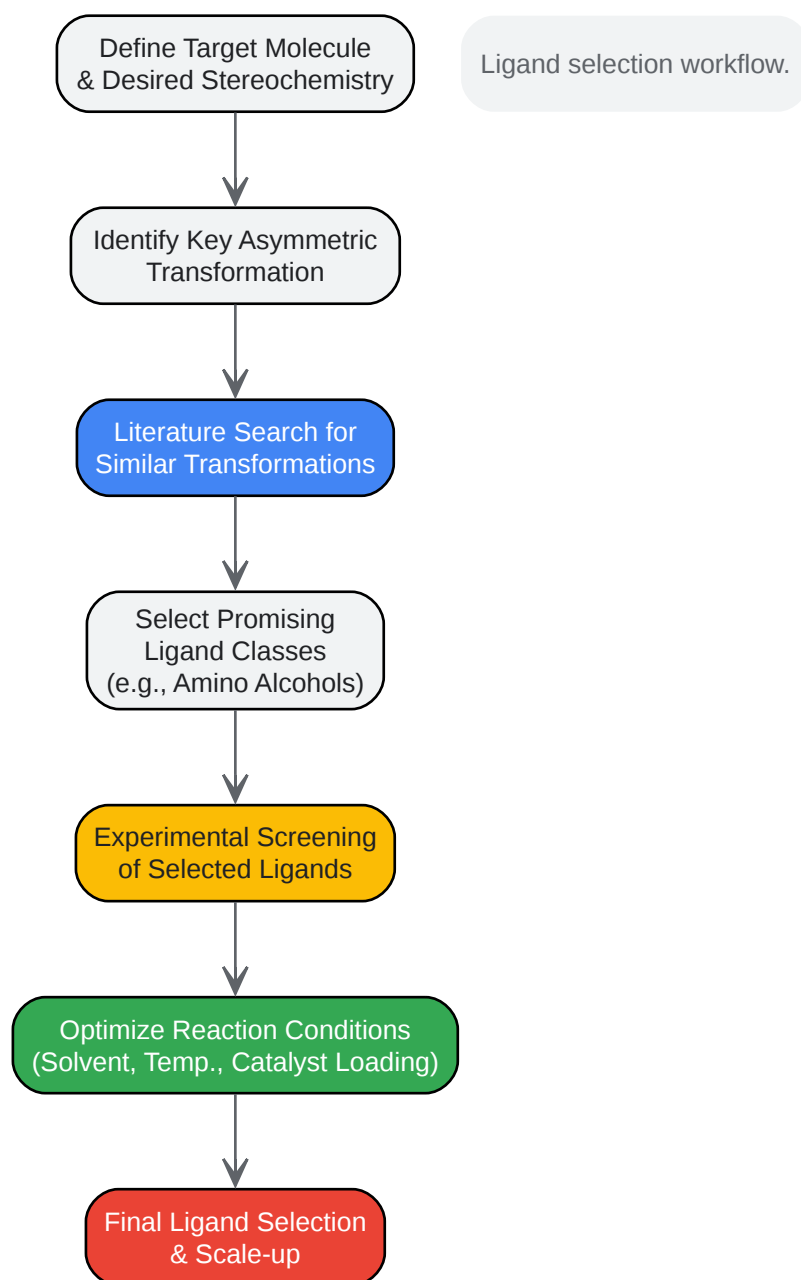 Define Target Molecule
& Desired Stereochemistry
Ligand selection workflow.
Identify Key Asymmetric
Transformation
Literature Search for
Similar Transformations
Select Promising
Ligand Classes
(e.g., Amino Alcohols)
Experimental Screening
of Selected Ligands
Optimize Reaction Conditions
(Solvent, Temp., Catalyst Loading)
Final Ligand Selection
& Scale-up